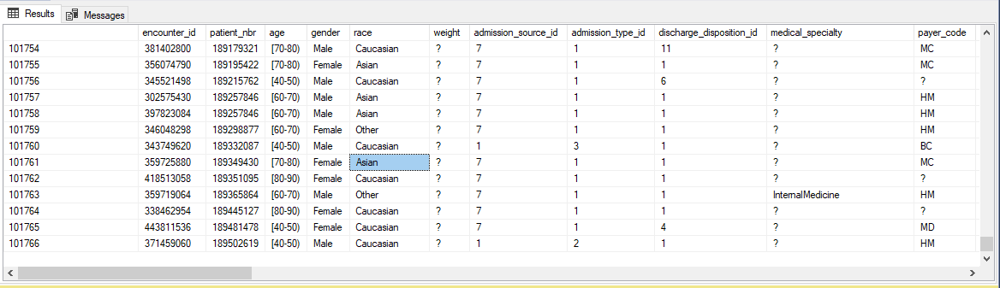 Results Messages
encounter_id patient_nbr age gender race weight admission_source_id admission_type_id discharge_disposition_id medical_specialty payer_code
101754 381402800 189179321 [70-80) Male Caucasian ? 7 1 11 ? MC
101755 356074790 189195422 [70-80) Female Asian ? 7 1 1 ? MC
101756 345521498 189215762 [40-50) Male Caucasian ? 7 1 6 ? ?
101757 302575430 189257846 [60-70) Male Asian ? 7 1 1 ? HM
101758 397823084 189257846 [60-70) Male Asian ? 7 1 1 ? HM
101759 346048298 189298877 [60-70) Female Other ? 7 1 1 ? HM
101760 343749620 189332087 [40-50) Male Caucasian ? 1 3 1 ? BC
101761 359725880 189349430 [70-80) Female Asian ? 7 1 1 ? MC
101762 418513058 189351095 [80-90) Female Caucasian ? 7 1 1 ? ?
101763 359719064 189365864 [60-70) Male Other ? 7 1 1 InternalMedicine HM
101764 338462954 189445127 [80-90) Female Caucasian ? 7 1 1 ? ?
101765 443811536 189481478 [40-50) Female Caucasian ? 7 1 4 ? MD
101766 371459060 189502619 [40-50) Male Caucasian ? 1 2 1 ? HM